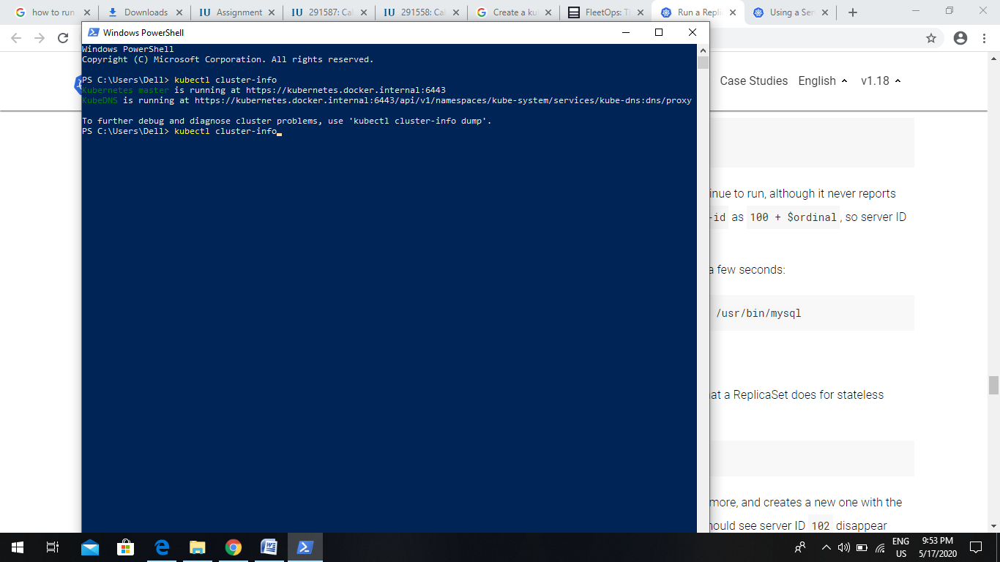 how to run
Downloads
IU Assignment
IU 291587: Cal
IU 291558: Cal
Create a ku
FleetOps: T
Run a Repli
Using a Ser
Windows PowerShell
Windows PowerShell
Copyright (C) Microsoft Corporation. All rights reserved.
PS C:\Users\Dell> kubectl cluster-info
Kubernetes master is running at https://kubernetes.docker.internal:6443
KubeDNS is running at https://kubernetes.docker.internal:6443/api/v1/namespaces/kube-system/services/kube-dns:dns/proxy
To further debug and diagnose cluster problems, use 'kubectl cluster-info dump'.
PS C:\Users\Dell> kubectl cluster-info
Case Studies English v1.18
inue to run, although it never reports
-id as 100 + $ordinal, so server ID
a few seconds:
/usr/bin/mysql
at a ReplicaSet does for stateless
more, and creates a new one with the
hould see server ID 102 disappear
ENG
US
9:53 PM
5/17/2020